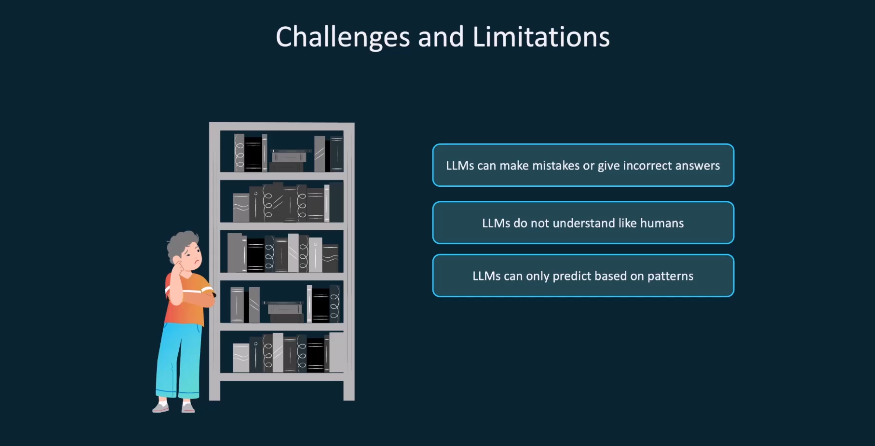 Challenges and Limitations
LLMs can make mistakes or give incorrect answers
LLMs do not understand like humans
LLMs can only predict based on patterns